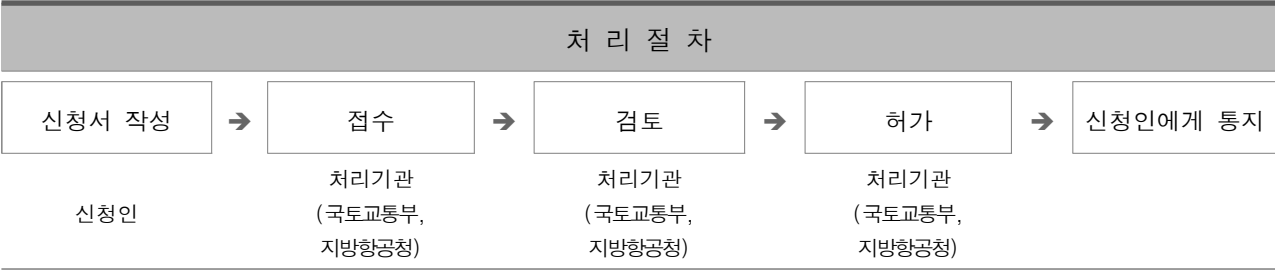 처 리 절 차
신청서 작성 ➔ 접수 ➔ 검토 ➔ 허가 ➔ 신청인에게 통지
처리기관 처리기관 처리기관
신청인 (국토교통부, (국토교통부, (국토교통부,
지방항공청) 지방항공청) 지방항공청)